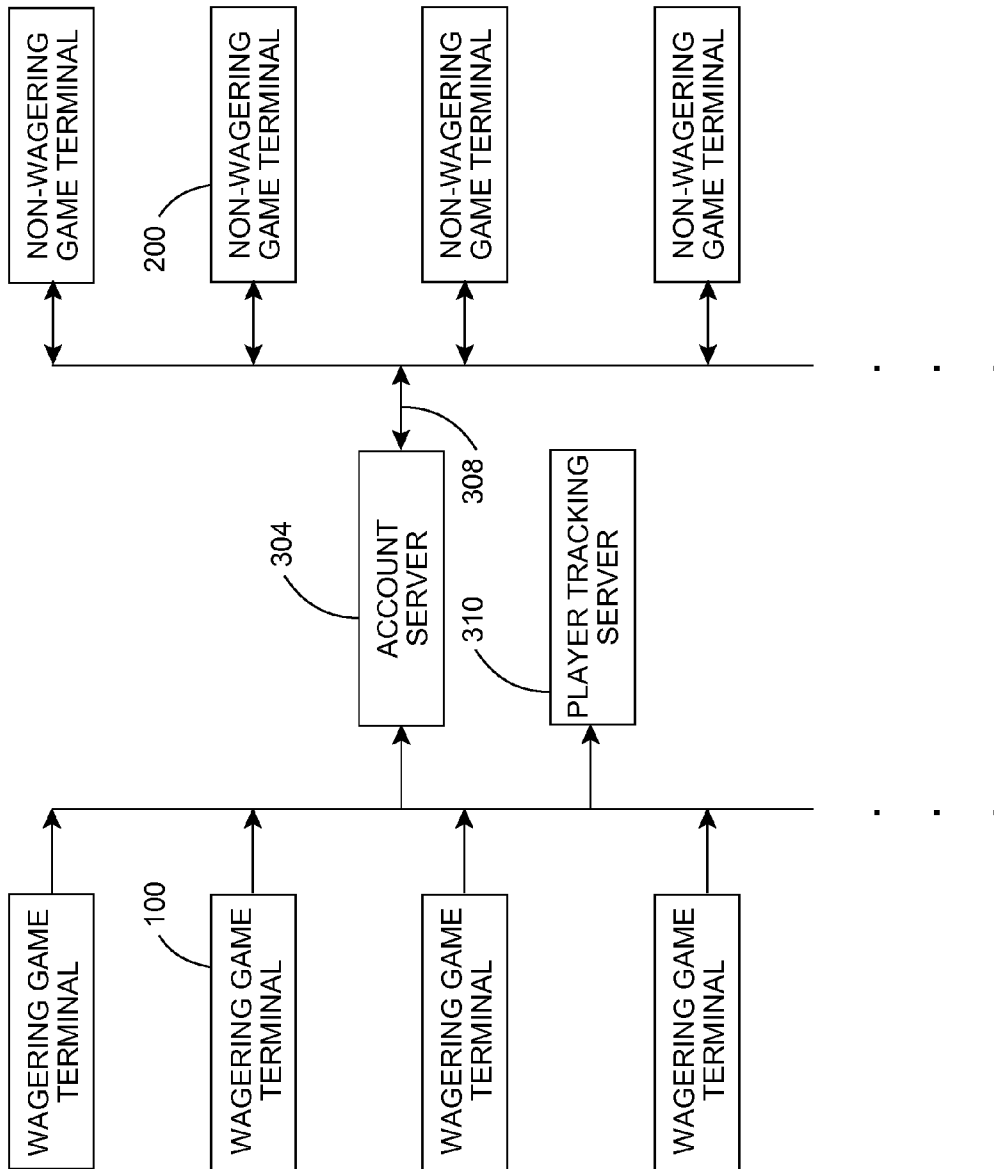 NON-WAGERING
GAME TERMINAL
NON-WAGERING
GAME TERMINAL
200
NON-WAGERING
GAME TERMINAL
NON-WAGERING
GAME TERMINAL
304
ACCOUNT
SERVER
308
310
PLAYER TRACKING
SERVER
WAGERING GAME
TERMINAL
100
WAGERING GAME
TERMINAL
WAGERING GAME
TERMINAL
WAGERING GAME
TERMINAL